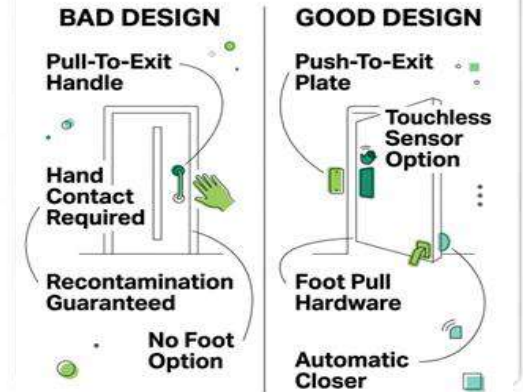 BAD DESIGN
Pull-To-Exit
Handle
Hand
Contact
Required
Recontamination
Guaranteed
No Foot
Option
GOOD DESIGN
Push-To-Exit
Plate
Touchless
Sensor
Option
Foot Pull
Hardware
Automatic
Closer